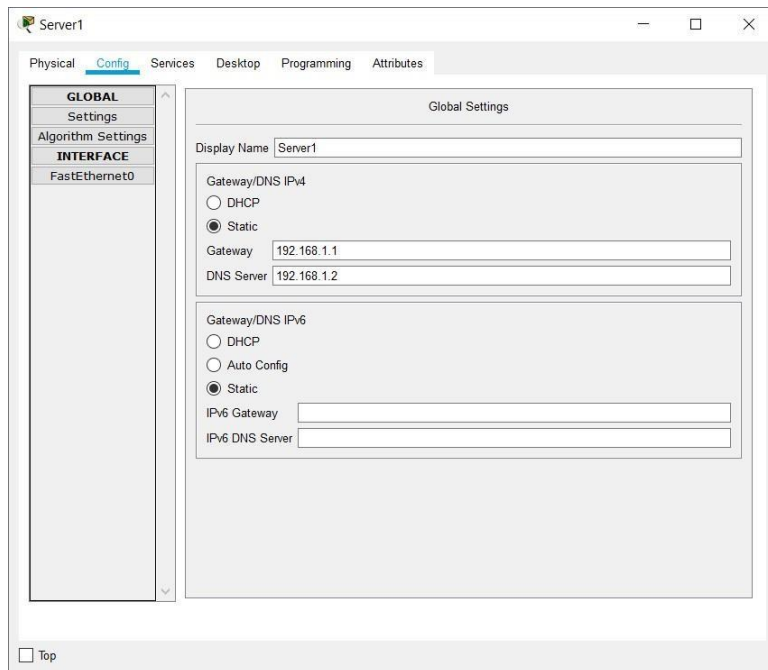 Server1
Physical Config Services Desktop Programming Attributes
GLOBAL
Settings
Algorithm Settings
INTERFACE
FastEthernet0
Global Settings
Display Name Server1
Gateway/DNS IPv4
DHCP
Static
Gateway 192.168.1.1
DNS Server 192.168.1.2
Gateway/DNS IPv6
DHCP
Auto Config
Static
IPv6 Gateway
IPv6 DNS Server
Top